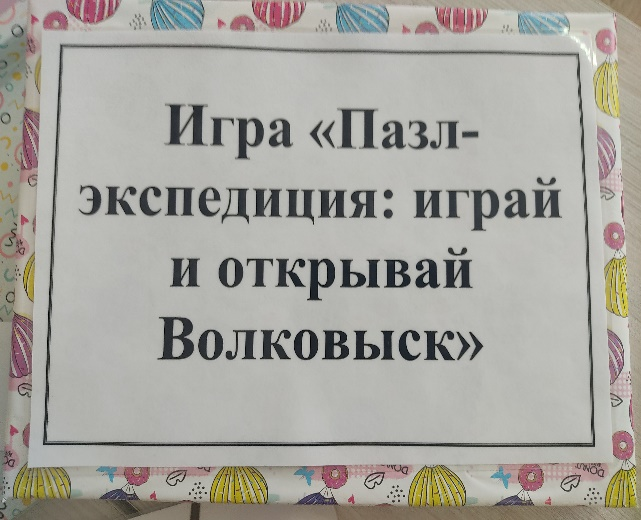 Игра «Пазл-
экспедиция: играй
и открывай
Волковыск»